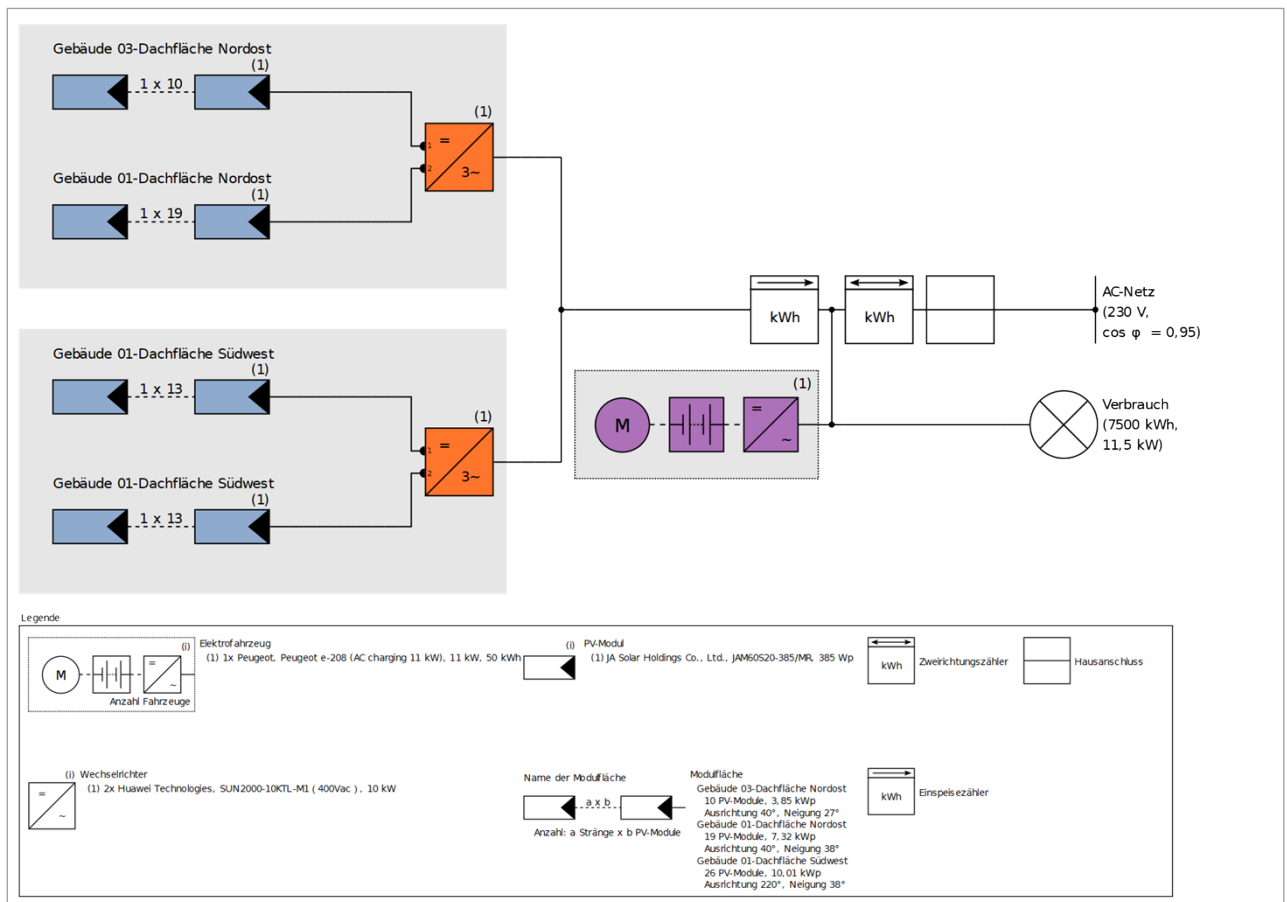 Gebäude 03-Dachfläche Nordost
(1)
1 x 10
(1)
=
1
2
3~
Gebäude 01-Dachfläche Nordost
(1)
1 x 19
kWh
kWh
AC-Netz
(230 V,
cos φ = 0,95)
Gebäude 01-Dachfläche Südwest
(1)
1 x 13
(1)
=
1
2
3~
Gebäude 01-Dachfläche Südwest
(1)
1 x 13
(1)
M
=
~
Verbrauch
(7500 kWh,
11,5 kW)
Legende
(i) Elektrofahrzeug
(1) 1x Peugeot, Peugeot e-208 (AC charging 11 kW), 11 kW, 50 kWh
M
=
~
Anzahl Fahrzeuge
(i) PV-Modul
(1) JA Solar Holdings Co., Ltd., JAM60S20-385/MR, 385 Wp
kWh
Zweirichtungszähler
Hausanschluss
(i) Wechselrichter
(1) 2x Huawei Technologies, SUN2000-10KTL-M1 (400Vac), 10 kW
=
~
Name der Modulfläche
a x b
Anzahl: a Stränge x b PV-Module
Modulfläche
Gebäude 03-Dachfläche Nordost
10 PV-Module, 3,85 kWp
Ausrichtung 40°, Neigung 27°
Gebäude 01-Dachfläche Nordost
19 PV-Module, 7,32 kWp
Ausrichtung 40°, Neigung 38°
Gebäude 01-Dachfläche Südwest
26 PV-Module, 10,01 kWp
Ausrichtung 220°, Neigung 38°
kWh
Einspeisezähler